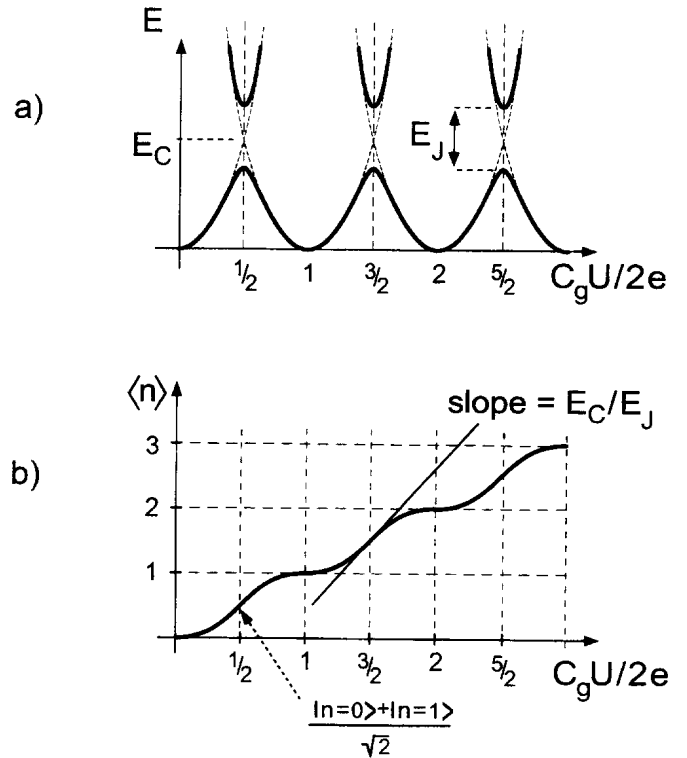 E
a)
E_C
E_J
1/2 1 3/2 2 5/2 C_gU/2e
⟨n⟩
slope = E_C/E_J
3
b)
2
1
1/2 1 3/2 2 5/2 C_gU/2e
|n=0>+|n=1>
√2